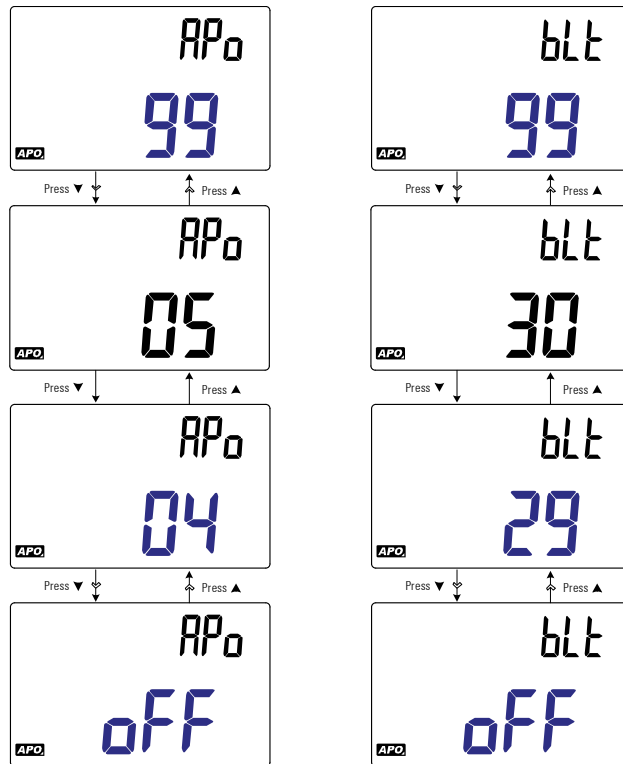 APo
99
APO
Press ▼
Press ▲
APo
05
APO
Press ▼
Press ▲
APo
04
APO
Press ▼
Press ▲
APo
oFF
APO
bLt
99
APO
Press ▼
Press ▲
bLt
30
APO
Press ▼
Press ▲
bLt
29
APO
Press ▼
Press ▲
bLt
oFF
APO